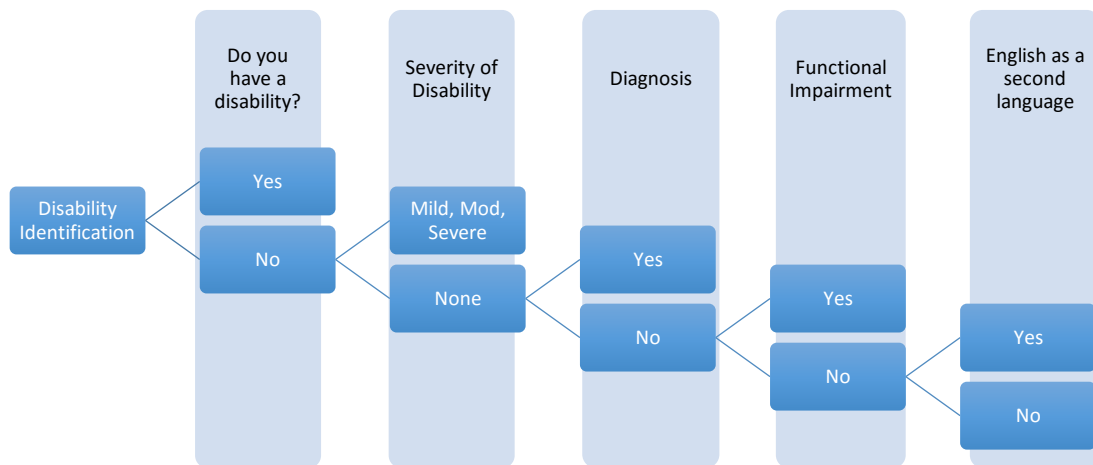 Do you
have a
disability?
Severity of
Disability
Diagnosis
Functional
Impairment
English as a
second
language
Disability
Identification
Yes
No
Mild, Mod,
Severe
None
Yes
No
Yes
No
Yes
No